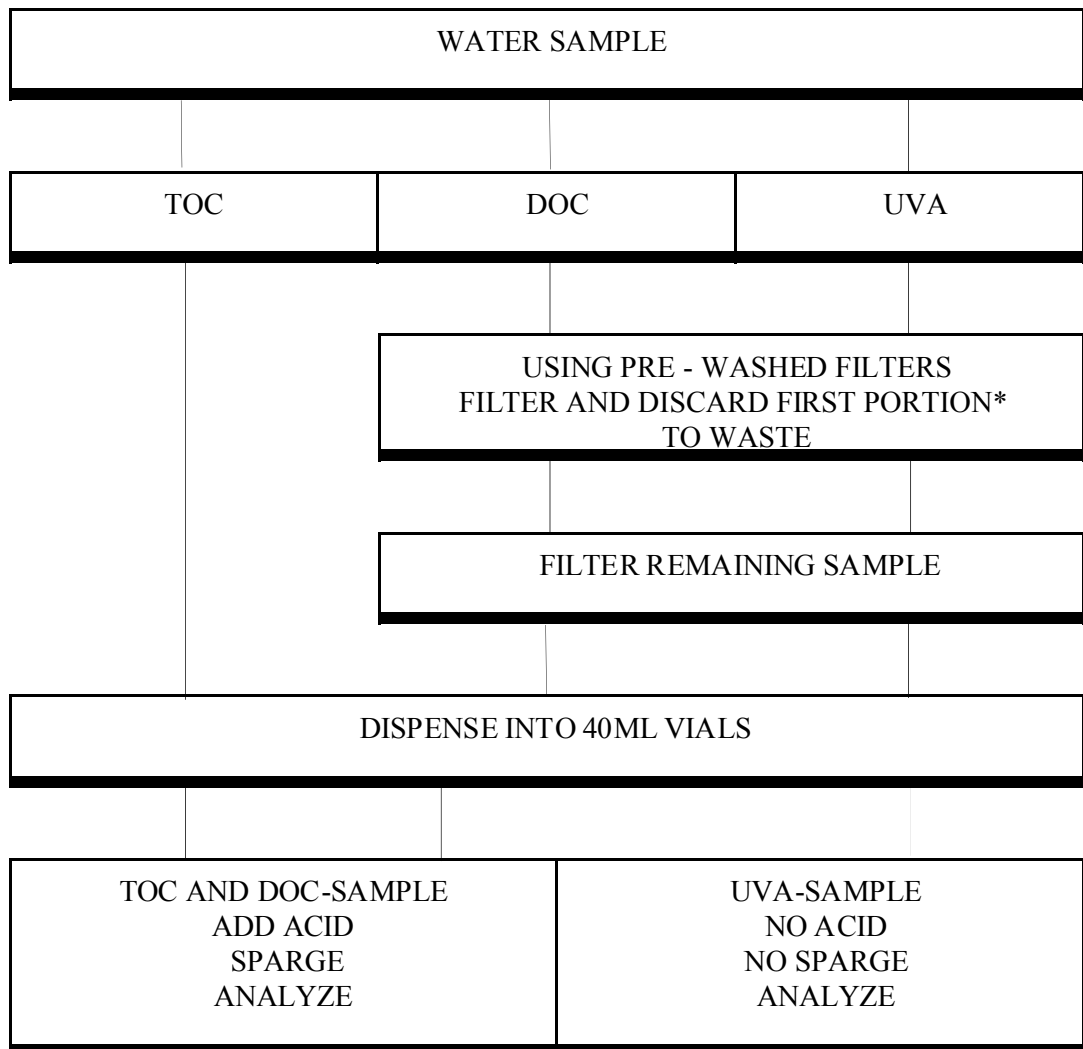 WATER SAMPLE
TOC
DOC
UVA
USING PRE - WASHED FILTERS
FILTER AND DISCARD FIRST PORTION*
TO WASTE
FILTER REMAINING SAMPLE
DISPENSE INTO 40ML VIALS
TOC AND DOC-SAMPLE
ADD ACID
SPARGE
ANALYZE
UVA-SAMPLE
NO ACID
NO SPARGE
ANALYZE